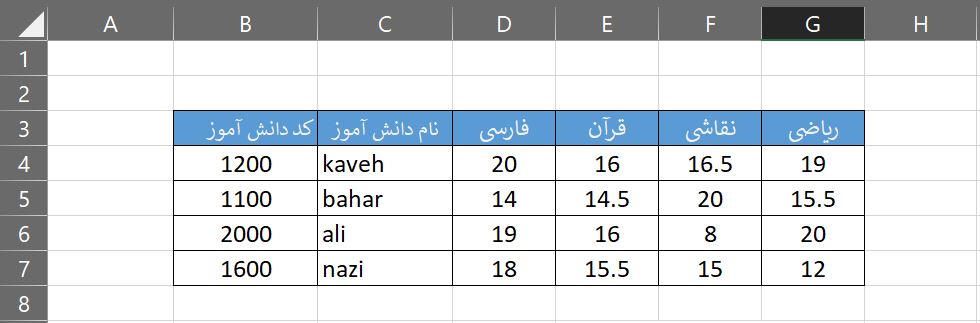 A B C D E F G H
1
2
3 کد دانش آموز نام دانش آموز فارسی قرآن نقاشی ریاضی
4 1200 kaveh 20 16 16.5 19
5 1100 bahar 14 14.5 20 15.5
6 2000 ali 19 16 8 20
7 1600 nazi 18 15.5 15 12
8